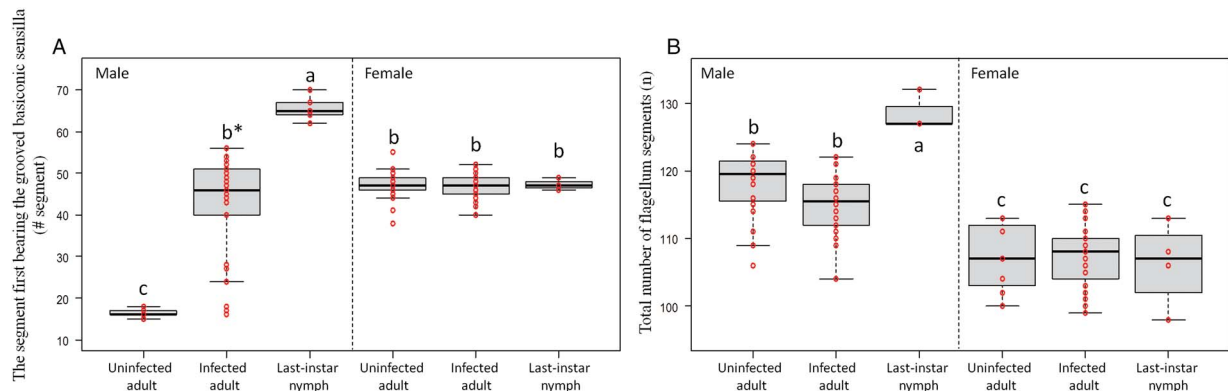 A
The segment first bearing the grooved basiconic sensilla
(# segment)
Male
Female
70
60
50
40
30
20
10
c
b*
a
b
b
b
Uninfected
adult
Infected
adult
Last-instar
nymph
Uninfected
adult
Infected
adult
Last-instar
nymph
B
Total number of flagellum segments (n)
Male
Female
130
120
110
100
b
b
a
c
c
c
Uninfected
adult
Infected
adult
Last-instar
nymph
Uninfected
adult
Infected
adult
Last-instar
nymph